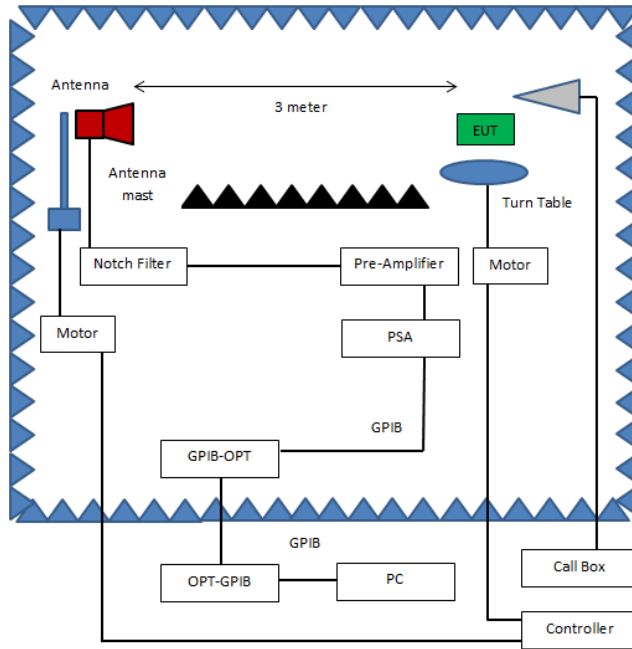 Antenna
3 meter
EUT
Antenna
mast
Turn Table
Notch Filter
Pre-Amplifier
Motor
Motor
PSA
GPIB
GPIB-OPT
GPIB
OPT-GPIB
PC
Call Box
Controller